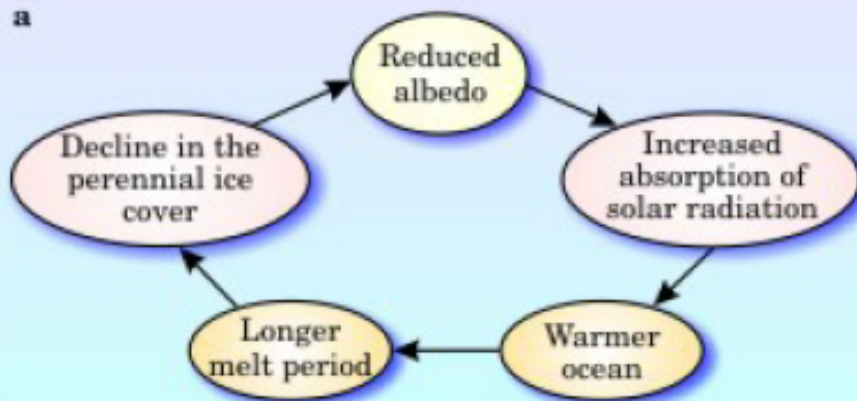 a
Reduced
albedo
Increased
absorption of
solar radiation
Warmer
ocean
Longer
melt period
Decline in the
perennial ice
cover